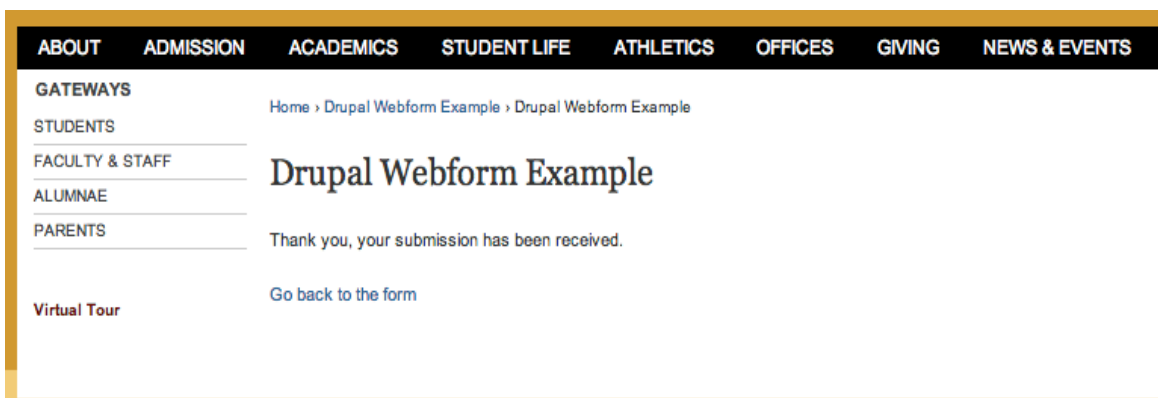 ABOUT ADMISSION ACADEMICS STUDENT LIFE ATHLETICS OFFICES GIVING NEWS & EVENTS
GATEWAYS
STUDENTS
FACULTY & STAFF
ALUMNAE
PARENTS
Virtual Tour
Home › Drupal Webform Example › Drupal Webform Example
Drupal Webform Example
Thank you, your submission has been received.
Go back to the form